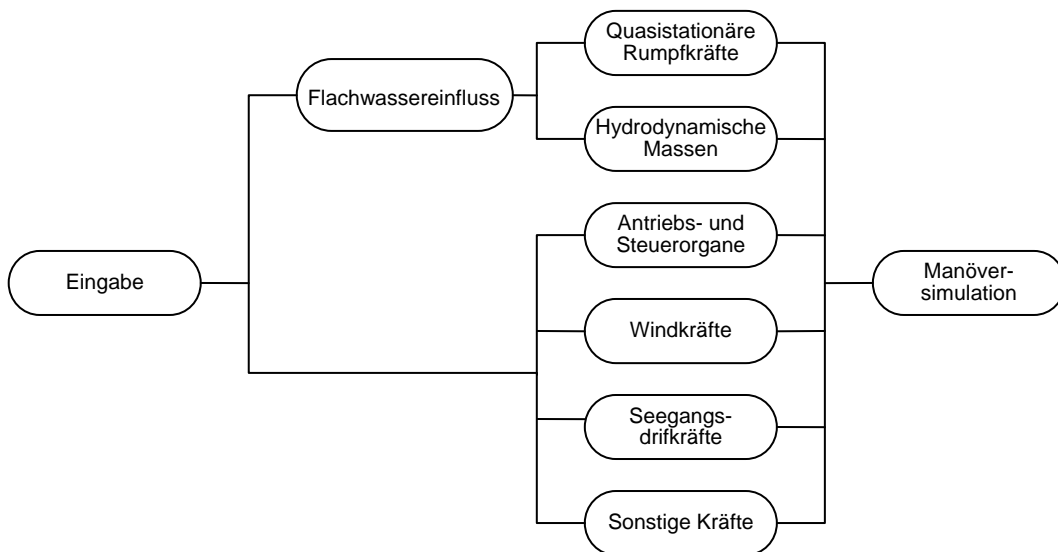 Eingabe
Flachwassereinfluss
Quasistationäre
Rumpfkräfte
Hydrodynamische
Massen
Antriebs- und
Steuerorgane
Windkräfte
Seegangs-
drifkräfte
Sonstige Kräfte
Manöver-
simulation